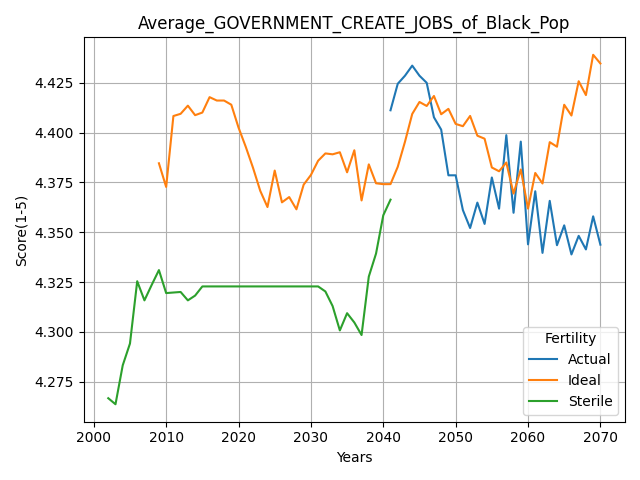 Average_GOVERNMENT_CREATE_JOBS_of_Black_Pop
Score(1-5)
4.425
4.400
4.375
4.350
4.325
4.300
4.275
2000 2010 2020 2030 2040 2050 2060 2070
Years
Fertility
Actual
Ideal
Sterile